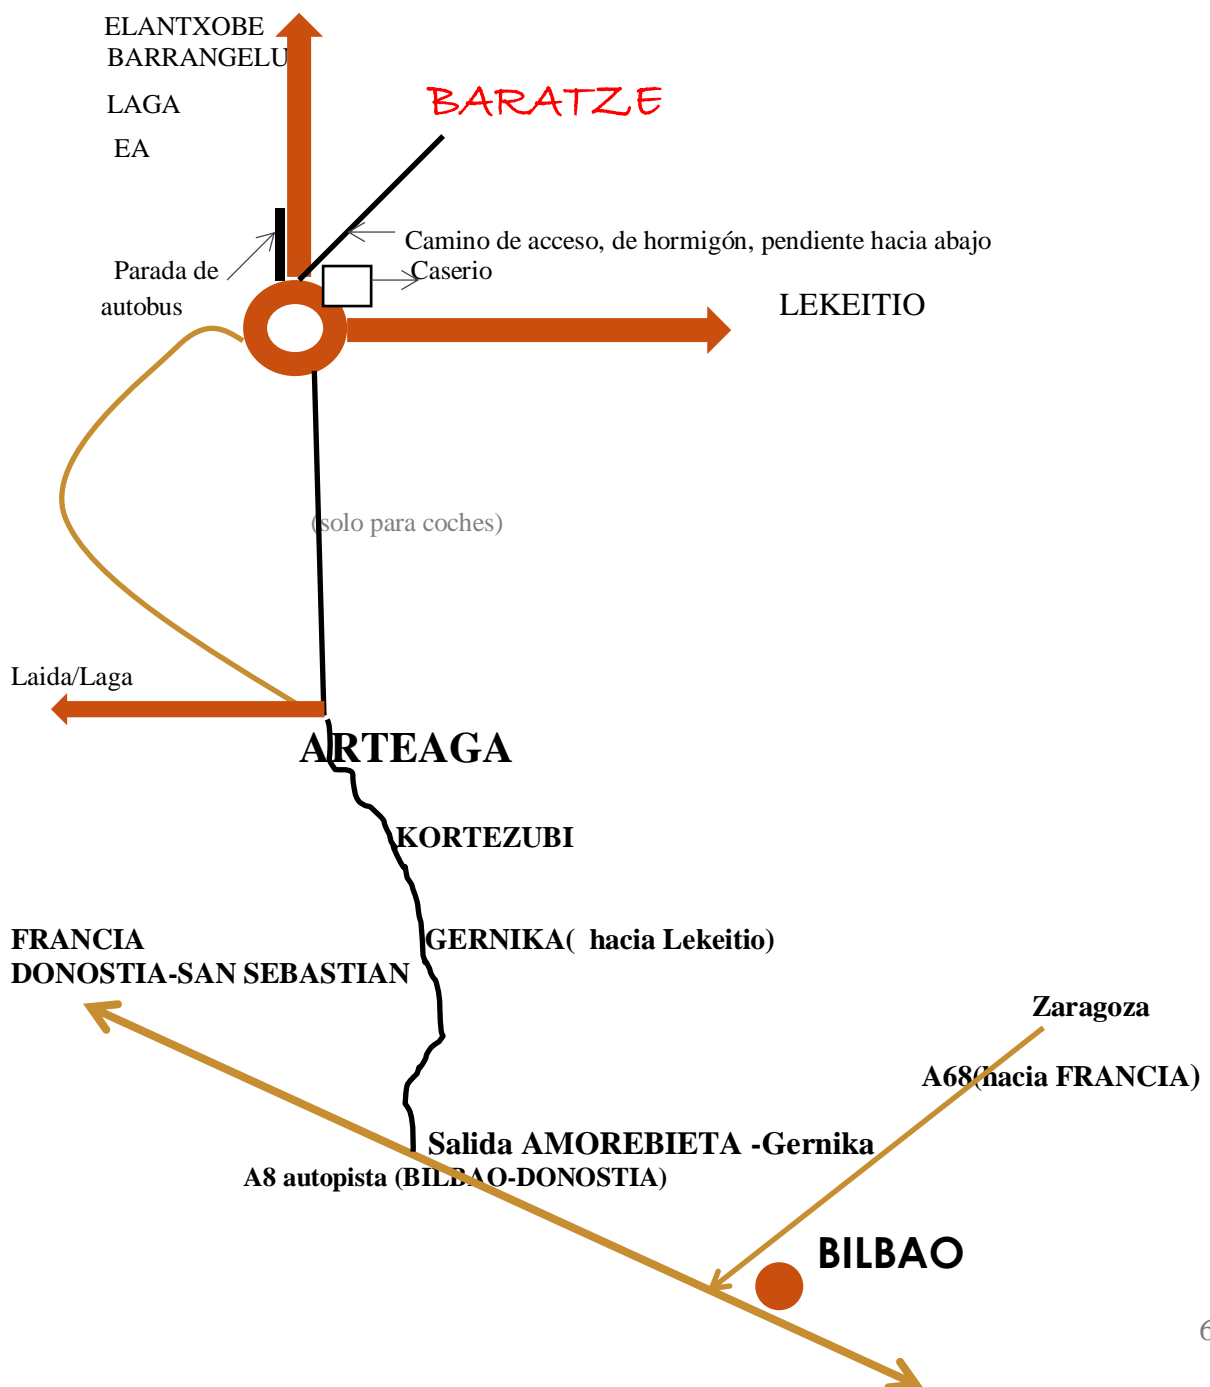 ELANTXOBE
BARRANGELU
LAGA
BARATZE
EA
Camino de acceso, de hormigón, pendiente hacia abajo
Parada de
autobus
Caserio
LEKEITIO
(solo para coches)
Laida/Laga
ARTEAGA
KORTEZUBI
FRANCIA
DONOSTIA-SAN SEBASTIAN
GERNIKA( hacia Lekeitio)
Zaragoza
A68(hacia FRANCIA)
Salida AMOREBIETA -Gernika
A8 autopista (BILBAO-DONOSTIA)
BILBAO
6